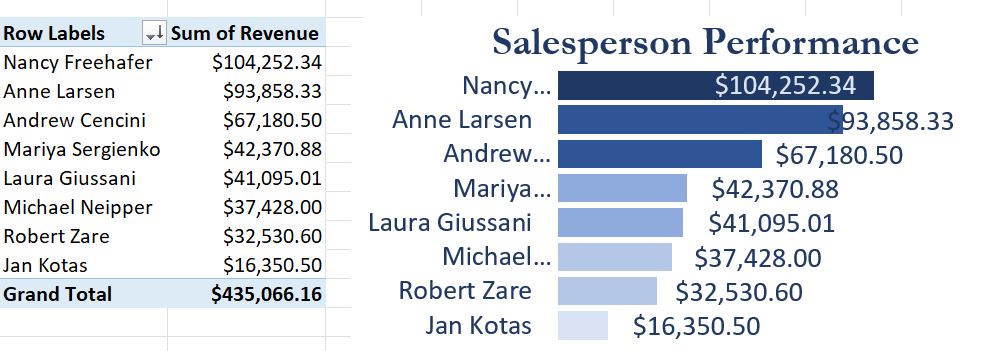 Row Labels Sum of Revenue
Nancy Freehafer $104,252.34
Anne Larsen $93,858.33
Andrew Cencini $67,180.50
Mariya Sergienko $42,370.88
Laura Giussani $41,095.01
Michael Neipper $37,428.00
Robert Zare $32,530.60
Jan Kotas $16,350.50
Grand Total $435,066.16
Salesperson Performance
Nancy... $104,252.34
Anne Larsen $93,858.33
Andrew... $67,180.50
Mariya... $42,370.88
Laura Giussani $41,095.01
Michael... $37,428.00
Robert Zare $32,530.60
Jan Kotas $16,350.50